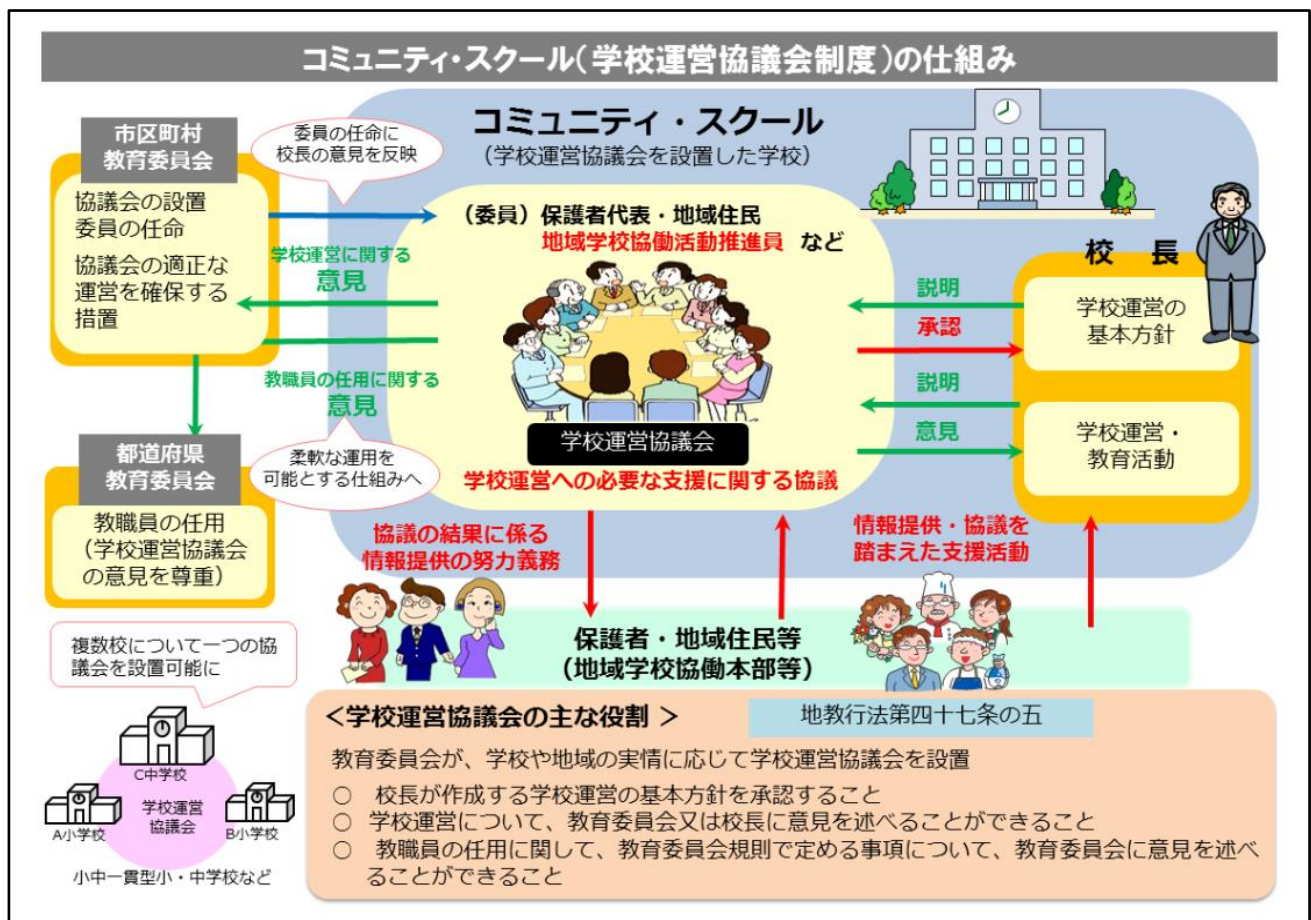 コミュニティ・スクール(学校運営協議会制度)の仕組み
コミュニティ・スクール
(学校運営協議会を設置した学校)
市区町村
教育委員会
協議会の設置
委員の任命
協議会の適正な
運営を確保する
措置
委員の任命に
校長の意見を反映
(委員)保護者代表・地域住民
地域学校協働活動推進員 など
学校運営に関する
意見
教職員の任用に関する
意見
柔軟な運用を
可能とする仕組みへ
学校運営協議会
学校運営への必要な支援に関する協議
校 長
説明
承認
学校運営の
基本方針
説明
意見
学校運営・
教育活動
都道府県
教育委員会
教職員の任用
(学校運営協議会
の意見を尊重)
協議の結果に係る
情報提供の努力義務
情報提供・協議を
踏まえた支援活動
保護者・地域住民等
(地域学校協働本部等)
複数校について一つの協
議会を設置可能に
C中学校
学校運営
協議会
A小学校
B小学校
小中一貫型小・中学校など
<学校運営協議会の主な役割 >
地教行法第四十七条の五
教育委員会が、学校や地域の実情に応じて学校運営協議会を設置
○ 校長が作成する学校運営の基本方針を承認すること
○ 学校運営について、教育委員会又は校長に意見を述べることができること
○ 教職員の任用に関して、教育委員会規則で定める事項について、教育委員会に意見を述べ
ることができること